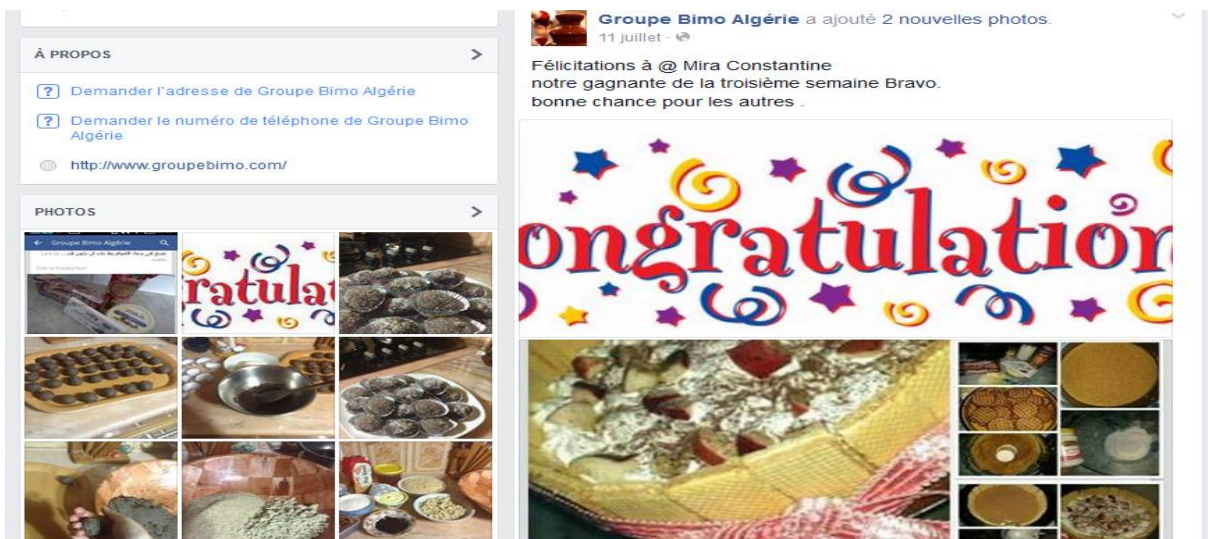 À PROPOS
Demander l'adresse de Groupe Bimo Algérie
Demander le numéro de téléphone de Groupe Bimo
Algérie
http://www.groupebimo.com/
PHOTOS
Groupe Bimo Algérie
ratulat
Groupe Bimo Algérie a ajouté 2 nouvelles photos.
11 juillet
Félicitations à @ Mira Constantine
notre gagnante de la troisième semaine Bravo.
bonne chance pour les autres .
ongratulation